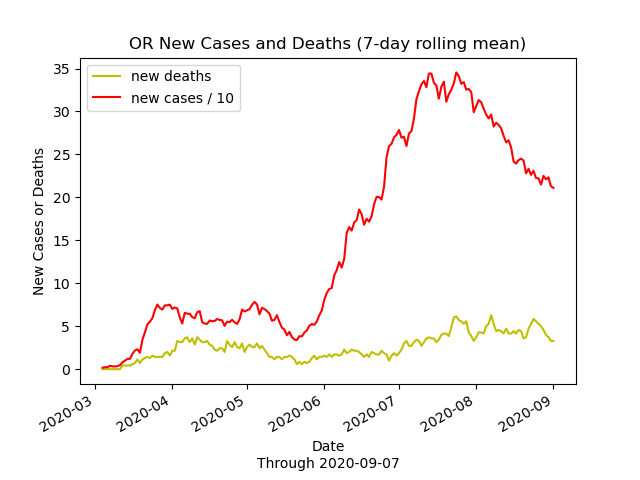 OR New Cases and Deaths (7-day rolling mean)
new deaths
new cases / 10
35
30
25
20
15
10
5
0
New Cases or Deaths
2020-03
2020-04
2020-05
2020-06
2020-07
2020-08
2020-09
Date
Through 2020-09-07